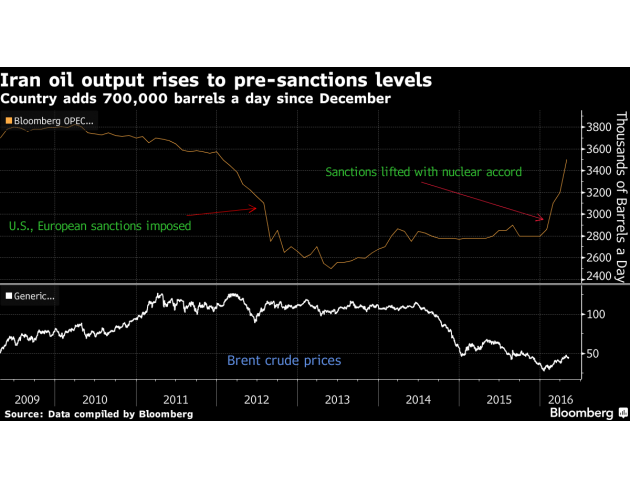 Iran oil output rises to pre-sanctions levels
Country adds 700,000 barrels a day since December
Bloomberg OPEC...
3800
3600
3400
3200
3000
2800
2600
2400
Thousands of Barrels a Day
Sanctions lifted with nuclear accord
U.S., European sanctions imposed
Generic...
100
50
Brent crude prices
2009 2010 2011 2012 2013 2014 2015 2016
Source: Data compiled by Bloomberg
Bloomberg